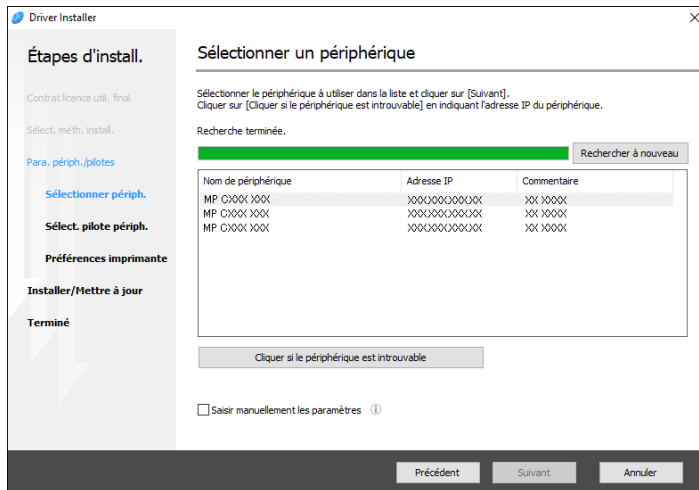 Driver Installer
Étapes d'install.
Contrat licence util. final
Sélect. méth. install.
Para. périph./pilotes
Sélectionner périph.
Sélect. pilote périph.
Préférences imprimante
Installer/Mettre à jour
Terminé
Sélectionner un périphérique
Sélectionner le périphérique à utiliser dans la liste et cliquer sur [Suivant].
Cliquer sur [Cliquer si le périphérique est introuvable] en indiquant l'adresse IP du périphérique.
Recherche terminée.
Rechercher à nouveau
Nom de périphérique Adresse IP Commentaire
MP CXXX XXX XXX.XXX.XXX.XX XX XXXX
MP CXXX XXX XXX.XXX.XXX.XX XX XXXX
MP CXXX XXX XXX.XXX.XXX.XX XX XXXX
Cliquer si le périphérique est introuvable
Saisir manuellement les paramètres
Précédent Suivant Annuler